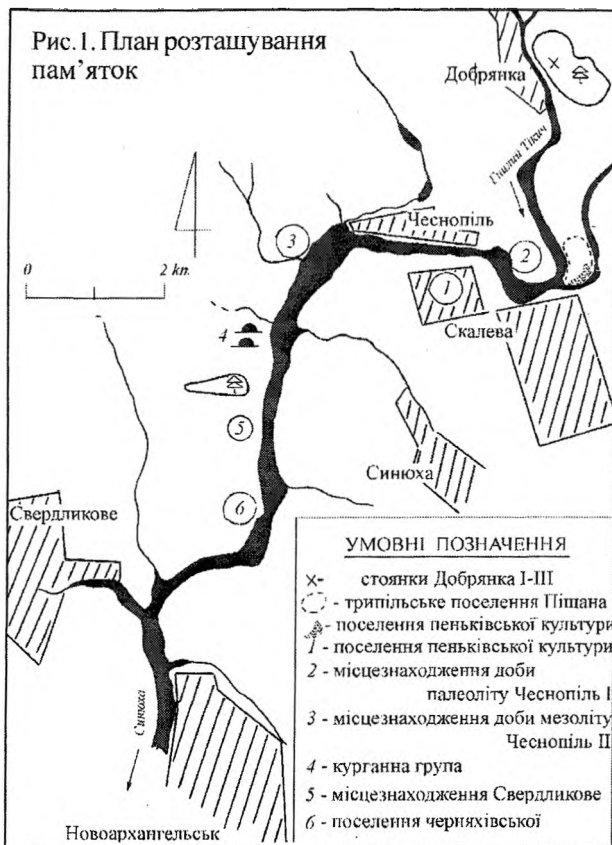 Рис.1. План розташування
пам’яток
Добрянка
Гнилий Тікич
Чеснопіль
3
2
1
0 2 кп.
Скалева
4
5
Синюха
6
Свердликове
УМОВНІ ПОЗНАЧЕННЯ
×- стоянки Добрянка І-ІІІ
- трипільське поселення Піщана
- поселення пеньківської культури
1 - поселення пеньківської культури
2 - місцезнаходження доби
палеоліту Чеснопіль І
3 - місцезнаходження доби мезоліту
Чеснопіль ІІ
4 - курганна група
5 - місцезнаходження Свердликове
6 - поселення черняхівської
Синюха
Новоархангельськ